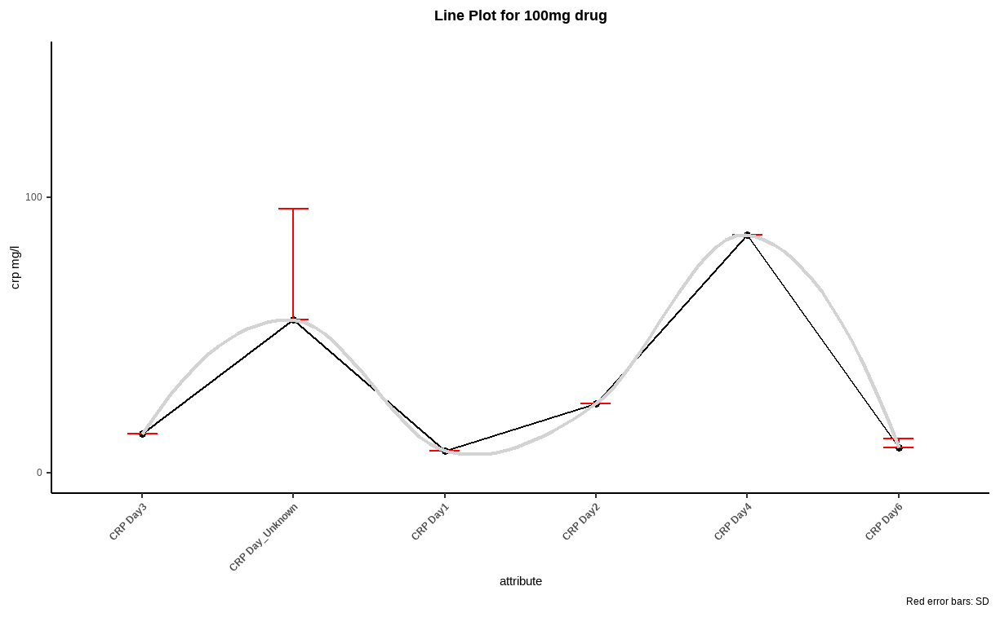 Line Plot for 100mg drug
100
crp mg/l
0
CRP Day3
CRP Day_Unknown
CRP Day1
CRP Day2
CRP Day4
CRP Day6
attribute
Red error bars: SD